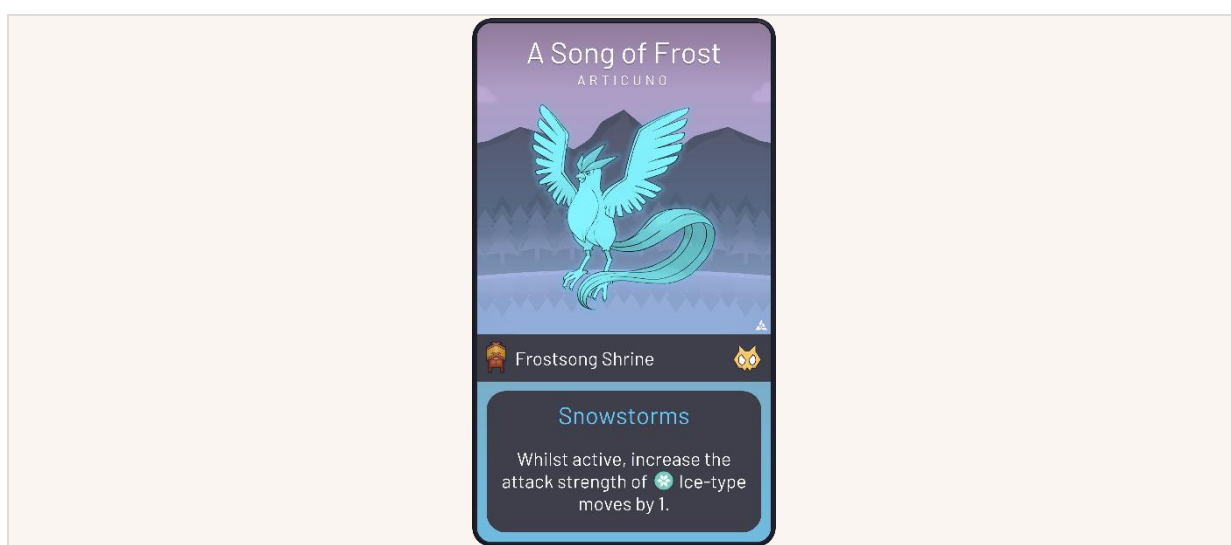 A Song of Frost
ARTICUNO
Frostsong Shrine
Snowstorms
Whilst active, increase the
attack strength of Ice-type
moves by 1.